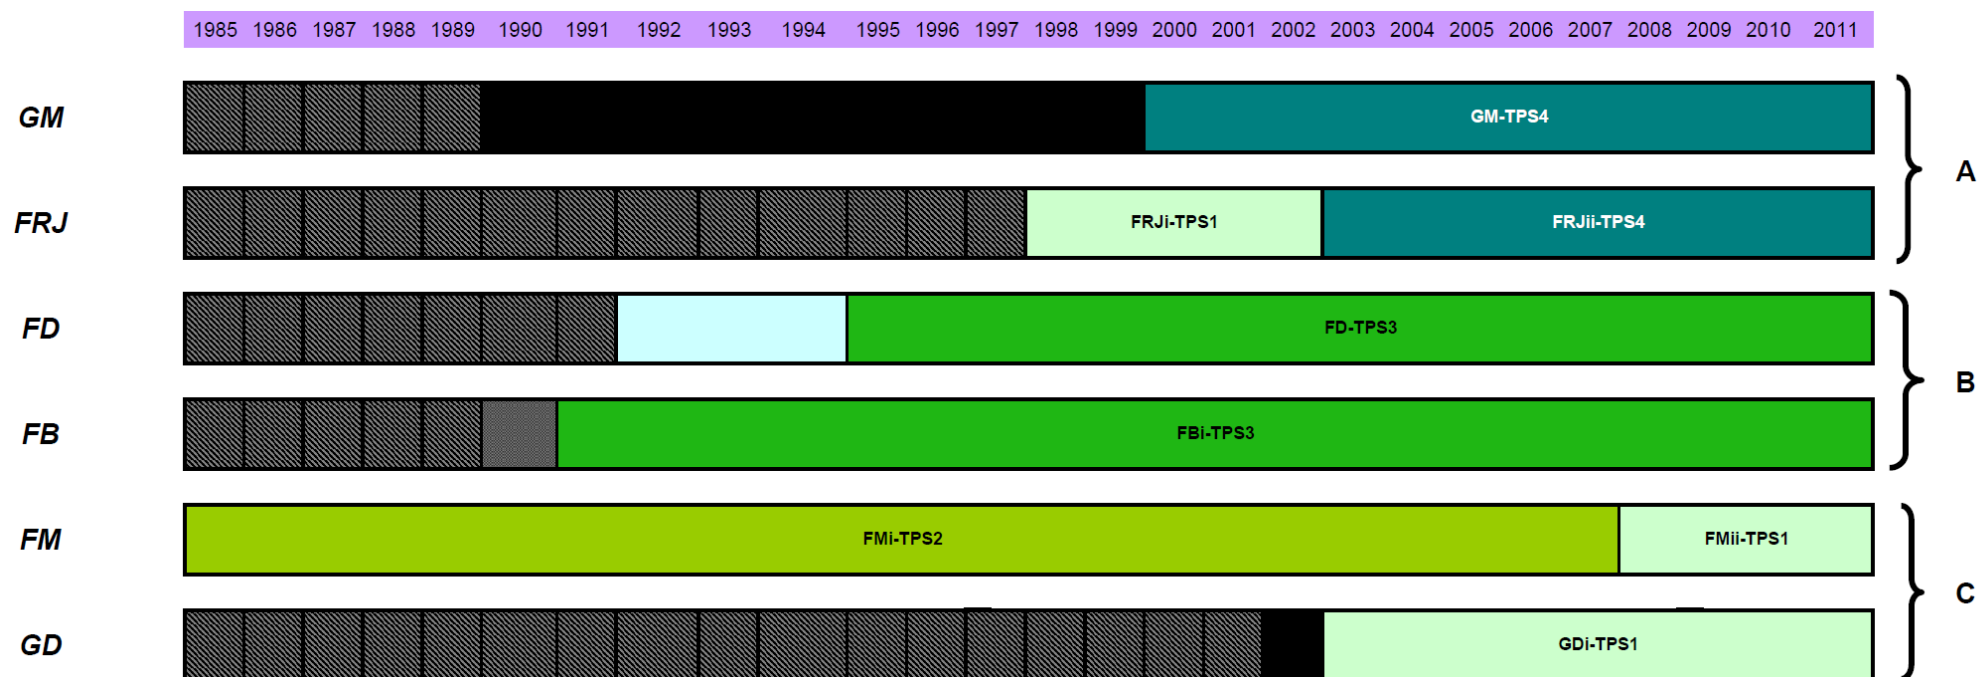 1985 1986 1987 1988 1989 1990 1991 1992 1993 1994 1995 1996 1997 1998 1999 2000 2001 2002 2003 2004 2005 2006 2007 2008 2009 2010 2011
GM GM-TPS4
A
FRJ FRJi-TPS1 FRJii-TPS4
FD FD-TPS3
B
FB FBi-TPS3
FM FMi-TPS2 FMii-TPS1
C
GD GDi-TPS1